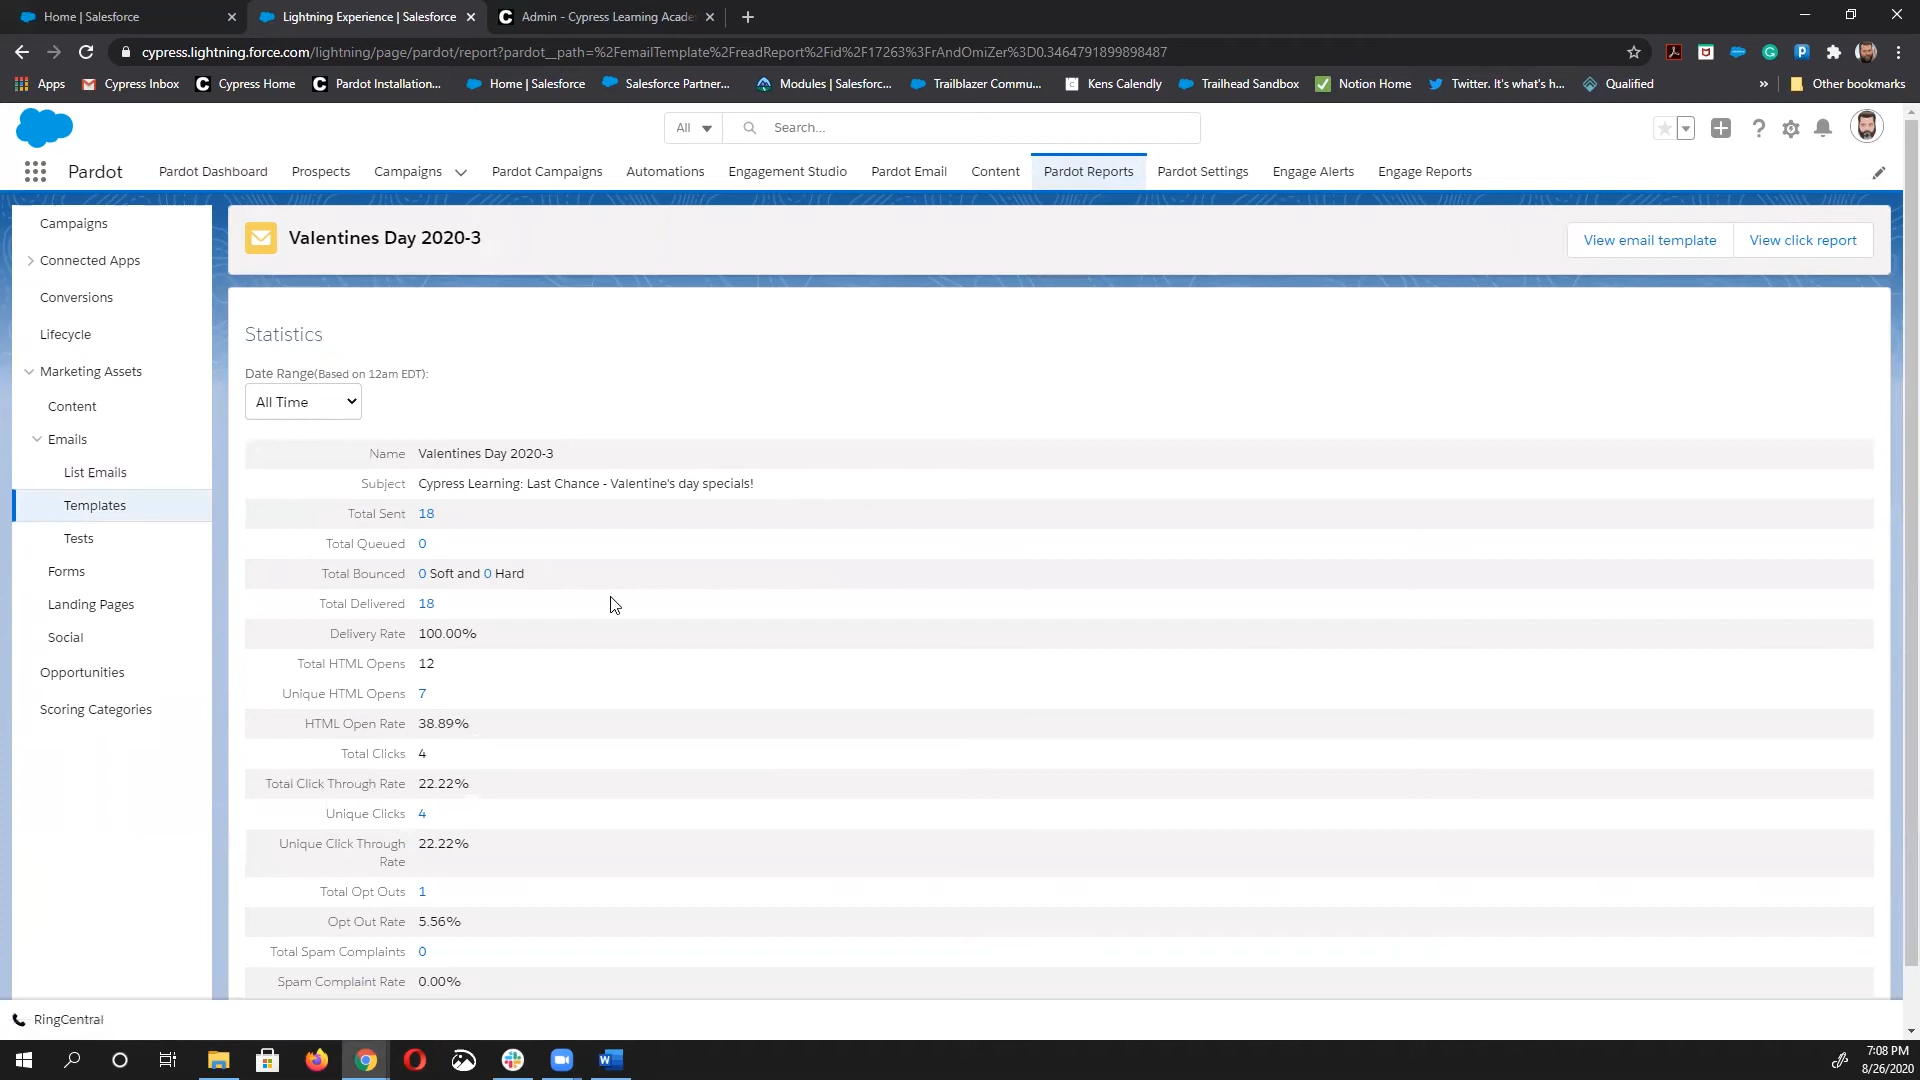 Home | Salesforce
Lightning Experience | Salesforce
Admin - Cypress Learning Acade
cypress.lightning.force.com/lightning/page/pardot/report?pardot__path=%2FemailTemplate%2FreadReport%2Fid%2F17263%3FrAndOmiZer%3D0.3464791899898487
Apps
Cypress Inbox
Cypress Home
Pardot Installation...
Home | Salesforce
Salesforce Partner...
Modules | Salesforc...
Trailblazer Commu...
Kens Calendly
Trailhead Sandbox
Notion Home
Twitter. It's what's h...
Qualified
»
Other bookmarks
All
Search...
Pardot
Pardot Dashboard
Prospects
Campaigns
Pardot Campaigns
Automations
Engagement Studio
Pardot Email
Content
Pardot Reports
Pardot Settings
Engage Alerts
Engage Reports
Campaigns
Connected Apps
Conversions
Lifecycle
Marketing Assets
Content
Emails
List Emails
Templates
Tests
Forms
Landing Pages
Social
Opportunities
Scoring Categories
Valentines Day 2020-3
View email template
View click report
Statistics
Date Range(Based on 12am EDT):
All Time
Name Valentines Day 2020-3
Subject Cypress Learning: Last Chance - Valentine's day specials!
Total Sent 18
Total Queued 0
Total Bounced 0 Soft and 0 Hard
Total Delivered 18
Delivery Rate 100.00%
Total HTML Opens 12
Unique HTML Opens 7
HTML Open Rate 38.89%
Total Clicks 4
Total Click Through Rate 22.22%
Unique Clicks 4
Unique Click Through 22.22%
Rate
Total Opt Outs 1
Opt Out Rate 5.56%
Total Spam Complaints 0
Spam Complaint Rate 0.00%
RingCentral
7:08 PM
8/26/2020